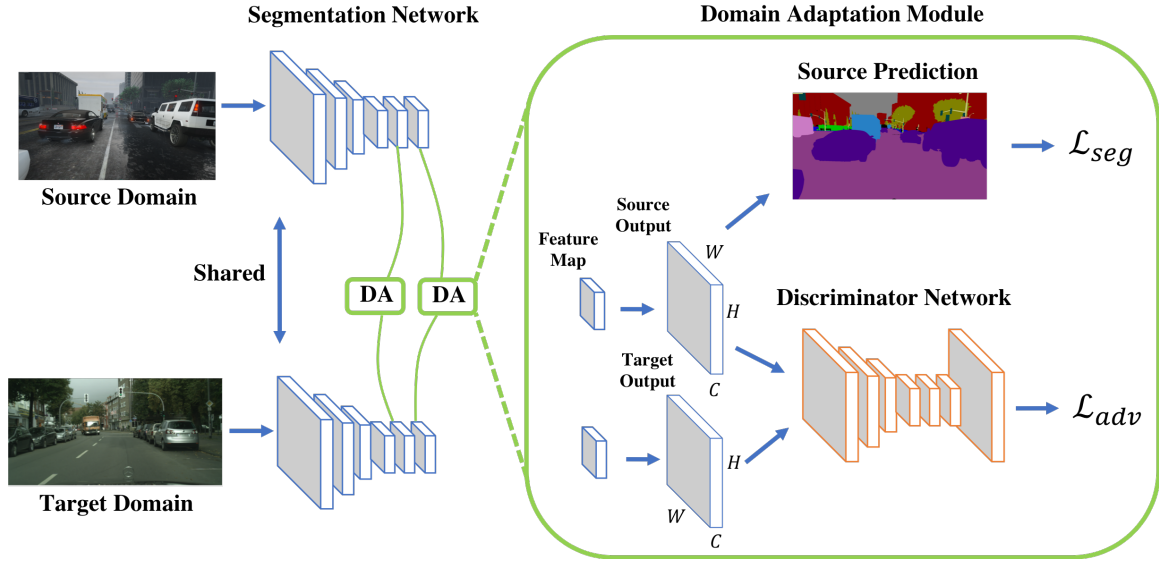 Segmentation Network
Domain Adaptation Module
Source Prediction
Source Domain
ℒseg
Source
Output
Feature
Map
W
Shared
DA
DA
H
Discriminator Network
Target
Output
C
ℒadv
H
Target Domain
W
C